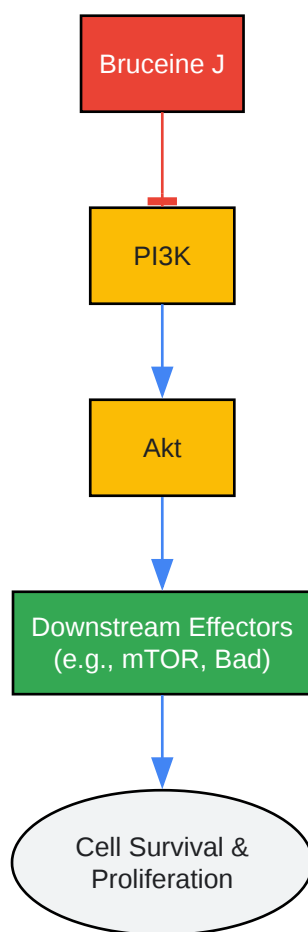 Bruceine J
PI3K
Akt
Downstream Effectors
(e.g., mTOR, Bad)
Cell Survival &
Proliferation